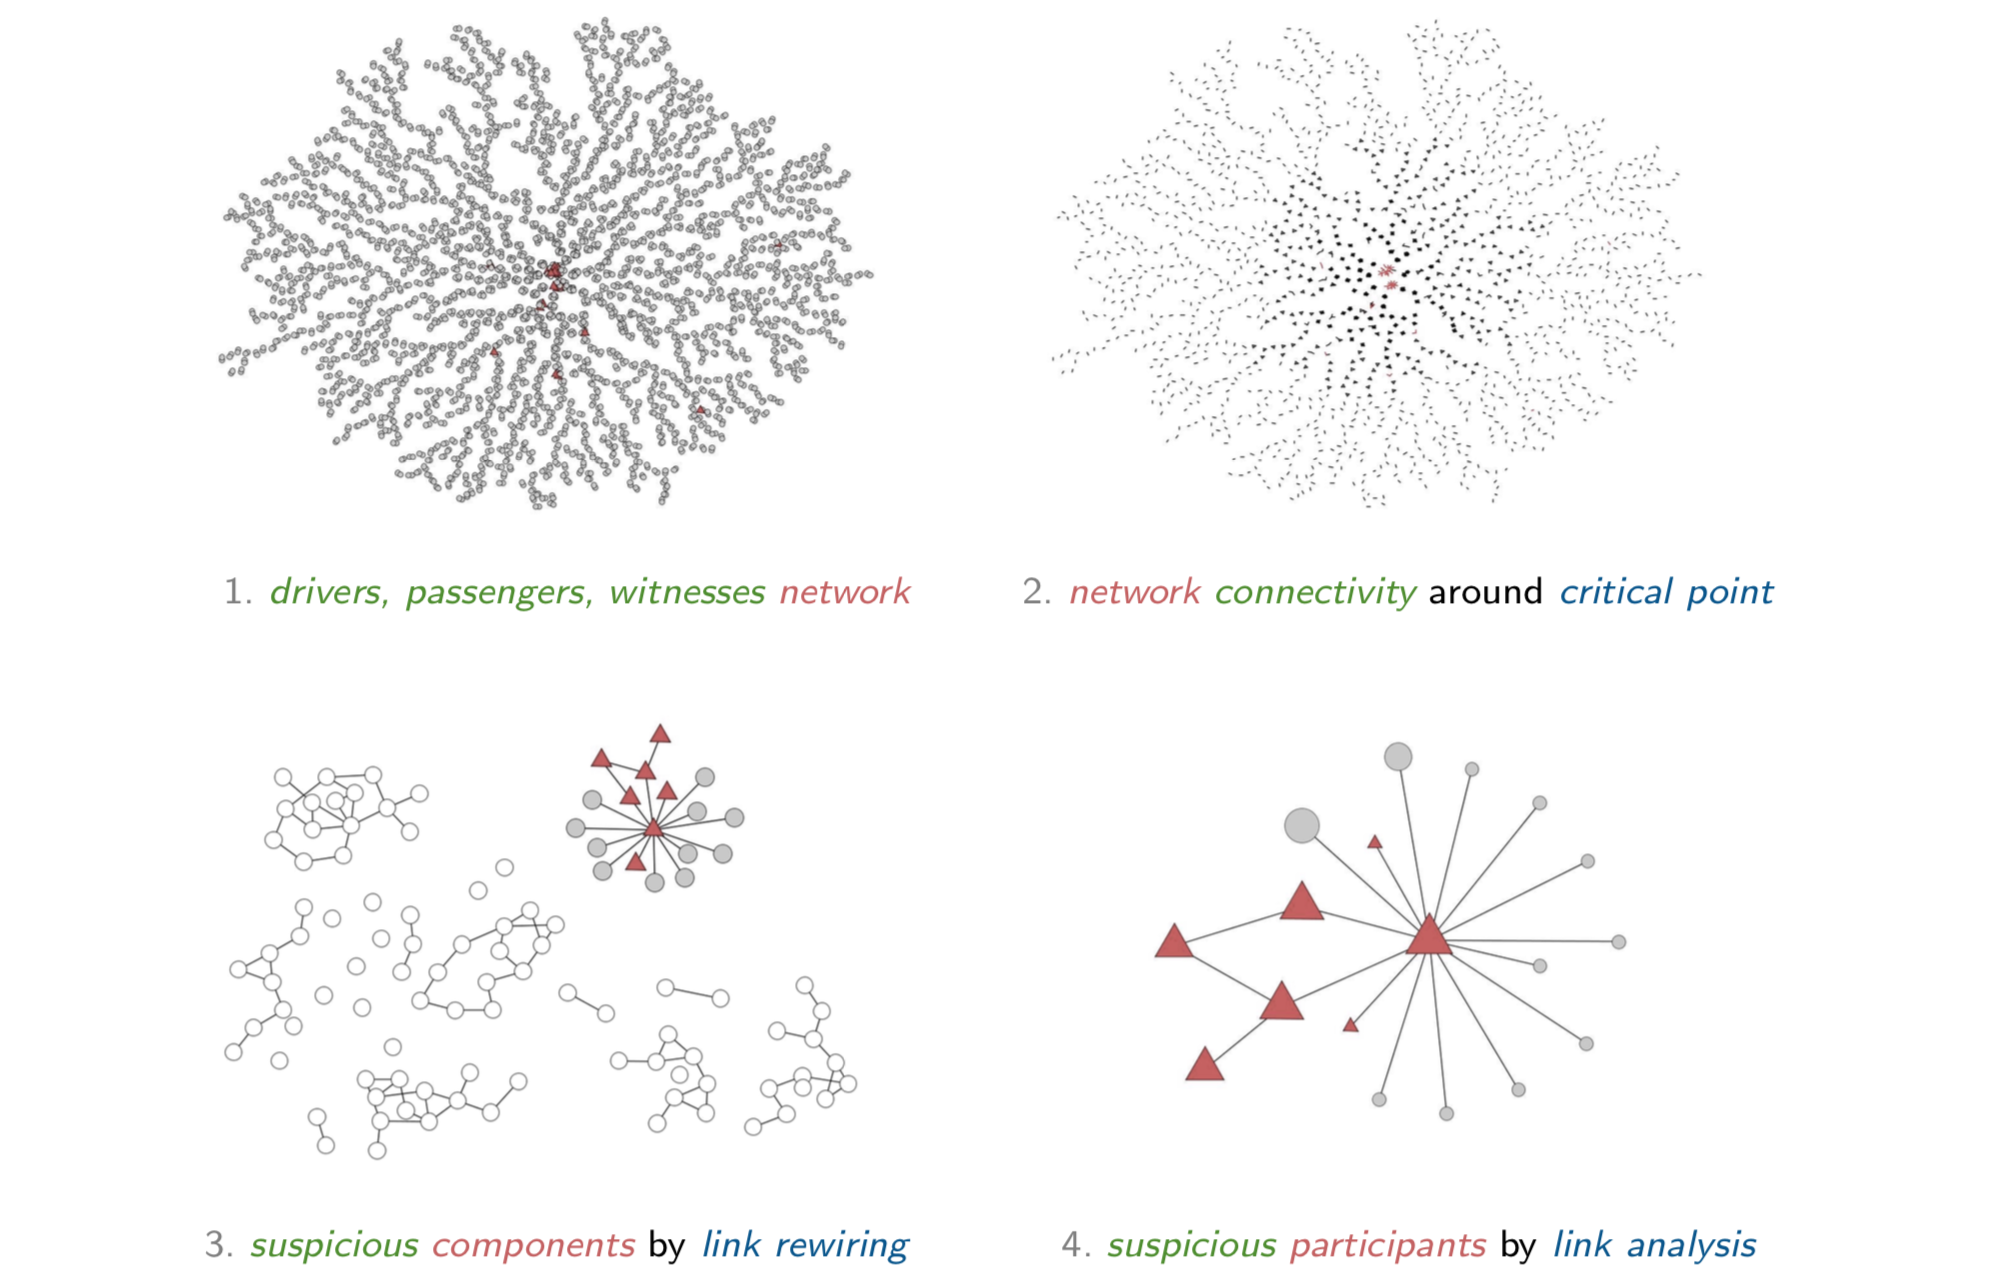 1. drivers, passengers, witnesses network
2. network connectivity around critical point
3. suspicious components by link rewiring
4. suspicious participants by link analysis